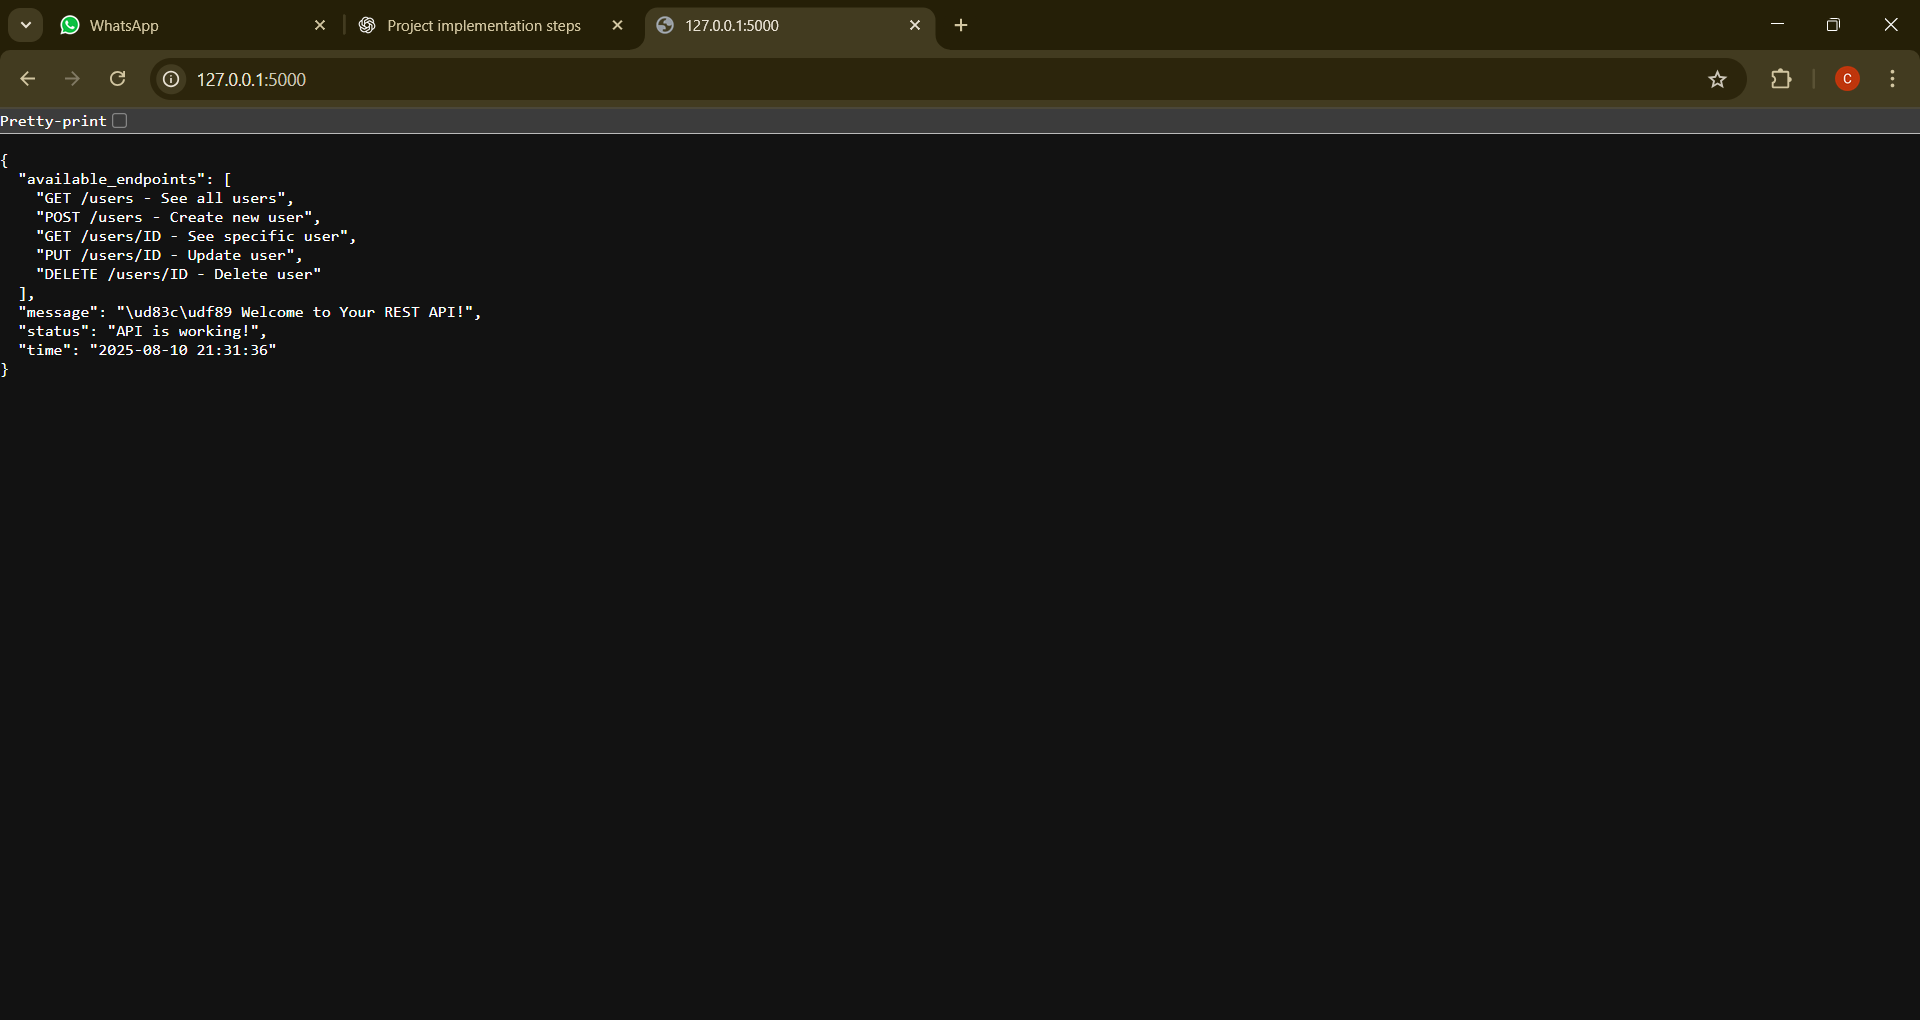 WhatsApp
Project implementation steps
127.0.0.1:5000
127.0.0.1:5000
C
Pretty-print
{
  "available_endpoints": [
    "GET /users - See all users",
    "POST /users - Create new user",
    "GET /users/ID - See specific user",
    "PUT /users/ID - Update user",
    "DELETE /users/ID - Delete user"
  ],
  "message": "\ud83c\udf89 Welcome to Your REST API!",
  "status": "API is working!",
  "time": "2025-08-10 21:31:36"
}